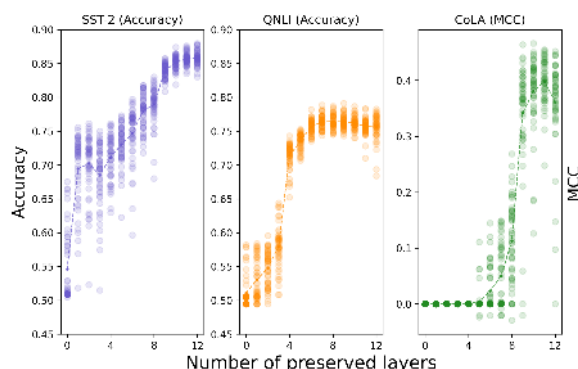 SST 2 (Accuracy)
QNLI (Accuracy)
CoLA (MCC)
0.90
0.85
0.80
0.75
0.70
0.65
0.60
0.55
0.50
0.45
0.90
0.85
0.80
0.75
0.70
0.65
0.60
0.55
0.50
0.45
0.4
0.3
0.2
0.1
0.0
Accuracy
MCC
0 4 8 12
0 4 8 12
0 4 8 12
Number of preserved layers